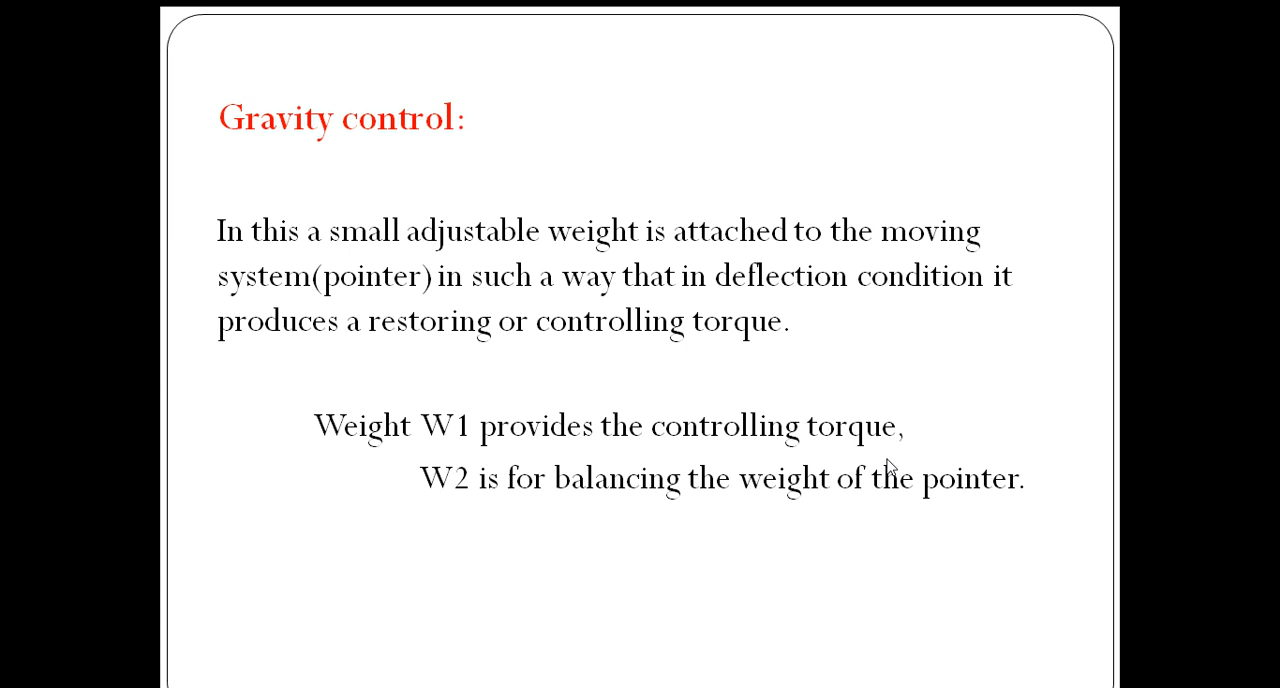 Gravity control:
In this a small adjustable weight is attached to the moving
system(pointer) in such a way that in deflection condition it
produces a restoring or controlling torque.
Weight W1 provides the controlling torque,
W2 is for balancing the weight of the pointer.